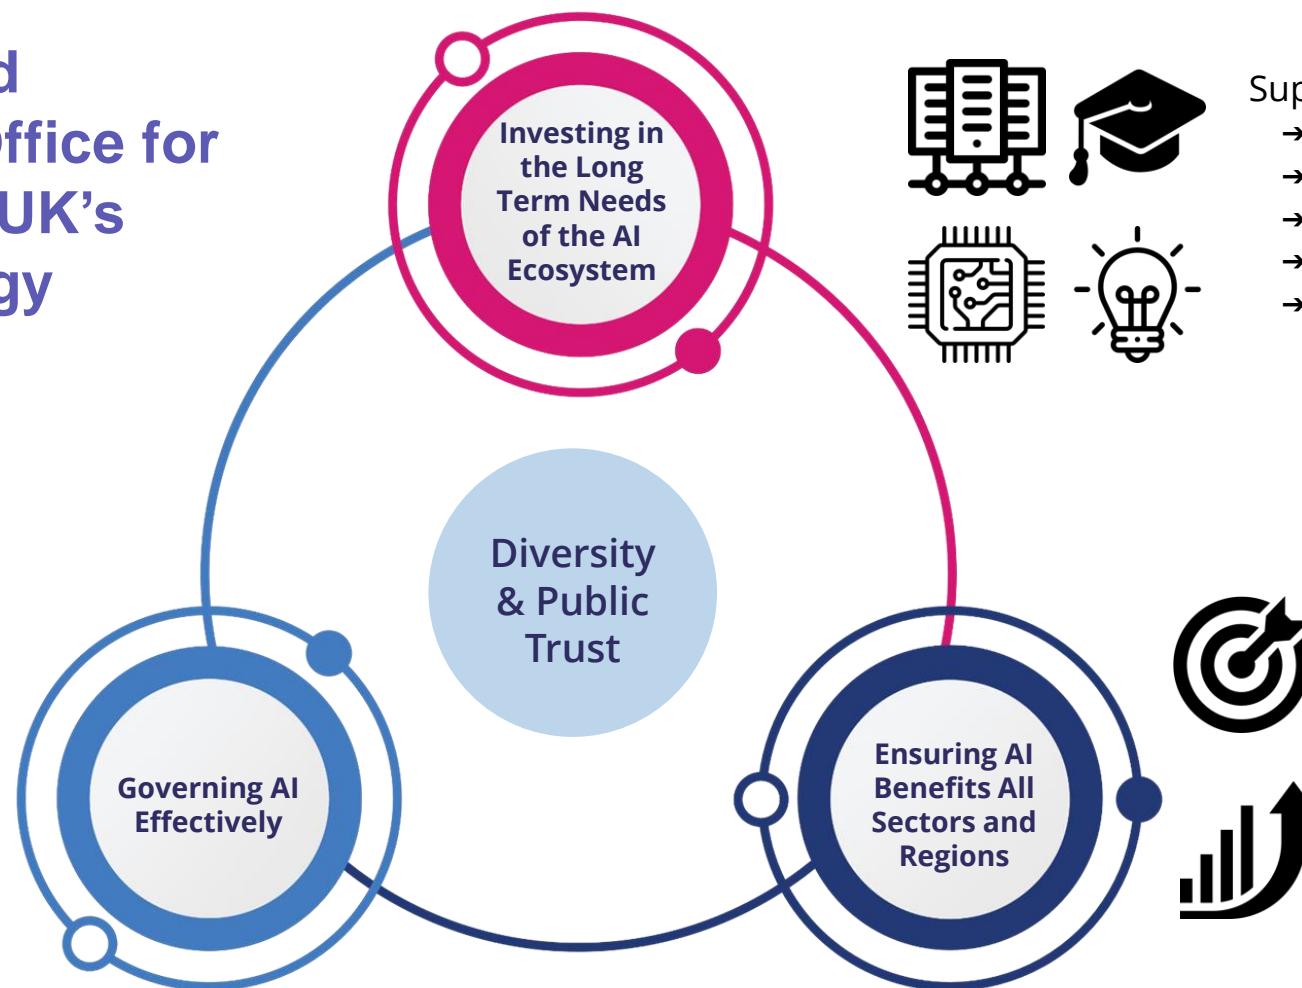 d
ffice for
UK's
gy
Investing in
the Long
Term Needs
of the AI
Ecosystem
Sup
➔
➔
➔
➔
➔
Diversity
& Public
Trust
Governing AI
Effectively
Ensuring AI
Benefits All
Sectors and
Regions